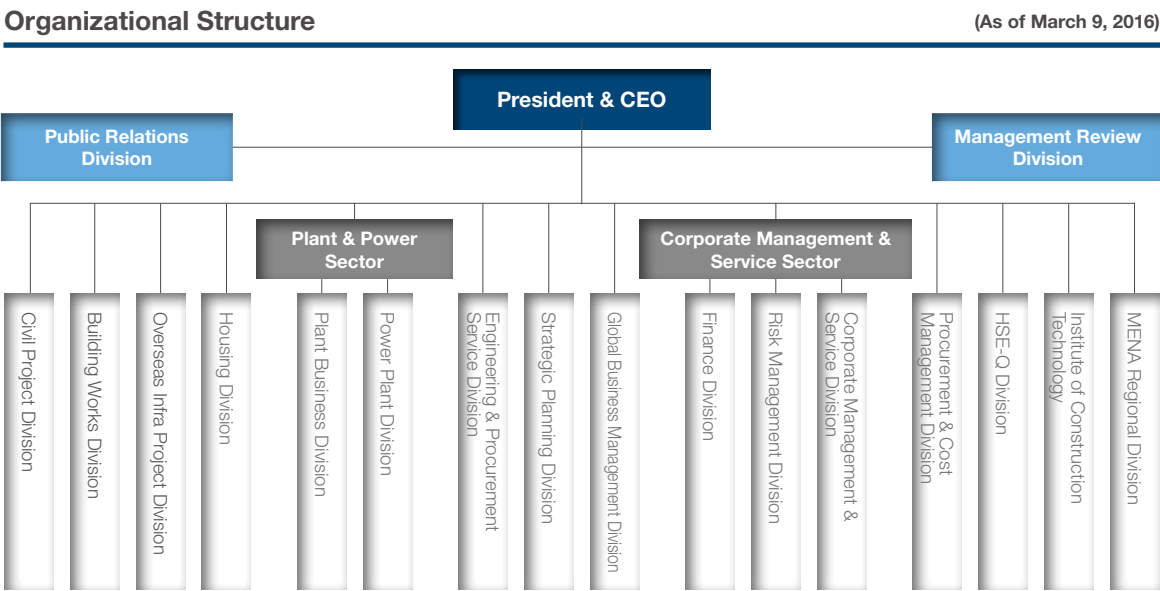 Organizational Structure
(As of March 9, 2016)
President & CEO
Public Relations
Division
Management Review
Division
Plant & Power
Sector
Corporate Management &
Service Sector
Civil Project Division
Building Works Division
Overseas Infra Project Division
Housing Division
Plant Business Division
Power Plant Division
Engineering & Procurement
Service Division
Strategic Planning Division
Global Business Management Division
Finance Division
Risk Management Division
Corporate Management &
Service Division
Procurement & Cost
Management Division
HSE-Q Division
Institute of Construction
Technology
MENA Regional Division